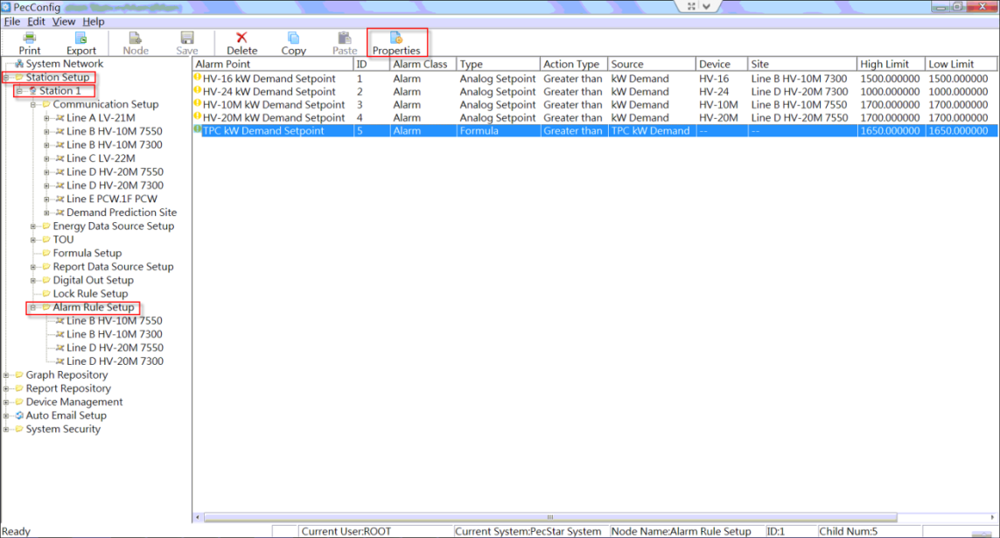 PecConfig
File Edit View Help
Print Export Node Save Delete Copy Paste Properties
System Network
Station Setup
Station 1
Communication Setup
Line A LV-21M
Line B HV-10M 7550
Line B HV-10M 7300
Line C LV-22M
Line D HV-20M 7550
Line D HV-20M 7300
Line E PCW.1F PCW
Demand Prediction Site
Energy Data Source Setup
TOU
Formula Setup
Report Data Source Setup
Digital Out Setup
Lock Rule Setup
Alarm Rule Setup
Line B HV-10M 7550
Line B HV-10M 7300
Line D HV-20M 7550
Line D HV-20M 7300
Graph Repository
Report Repository
Device Management
Auto Email Setup
System Security
Alarm Point ID Alarm Class Type Action Type Source Device Site High Limit Low Limit
HV-16 kW Demand Setpoint 1 Alarm Analog Setpoint Greater than kW Demand HV-16 Line B HV-10M 7300 1500.000000 1500.000000
HV-24 kW Demand Setpoint 2 Alarm Analog Setpoint Greater than kW Demand HV-24 Line D HV-20M 7300 1000.000000 1000.000000
HV-10M kW Demand Setpoint 3 Alarm Analog Setpoint Greater than kW Demand HV-10M Line B HV-10M 7550 1700.000000 1700.000000
HV-20M kW Demand Setpoint 4 Alarm Analog Setpoint Greater than kW Demand HV-20M Line D HV-20M 7550 1700.000000 1700.000000
TPC kW Demand Setpoint 5 Alarm Formula Greater than TPC kW Demand -- -- 1650.000000 1650.000000
Ready Current User:ROOT Current System:PecStar System Node Name:Alarm Rule Setup ID:1 Child Num:5